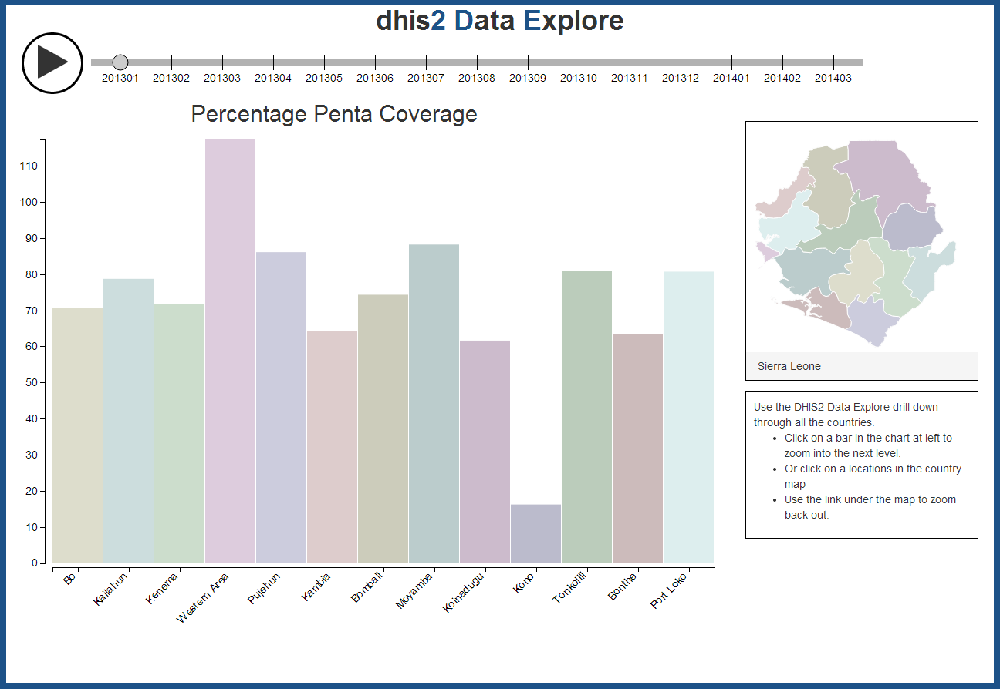 dhis2 Data Explore
201301 201302 201303 201304 201305 201306 201307 201308 201309 201310 201311 201312 201401 201402 201403
Percentage Penta Coverage
110
100
90
80
70
60
50
40
30
20
10
0
Bo Kailahun Kenema Western Area Pujehun Kambia Bombali Moyamba Koinadugu Kono Tonkolili Bonthe Port Loko
Sierra Leone
Use the DHIS2 Data Explore drill down
through all the countries.
• Click on a bar in the chart at left to
zoom into the next level.
• Or click on a locations in the country
map
• Use the link under the map to zoom
back out.